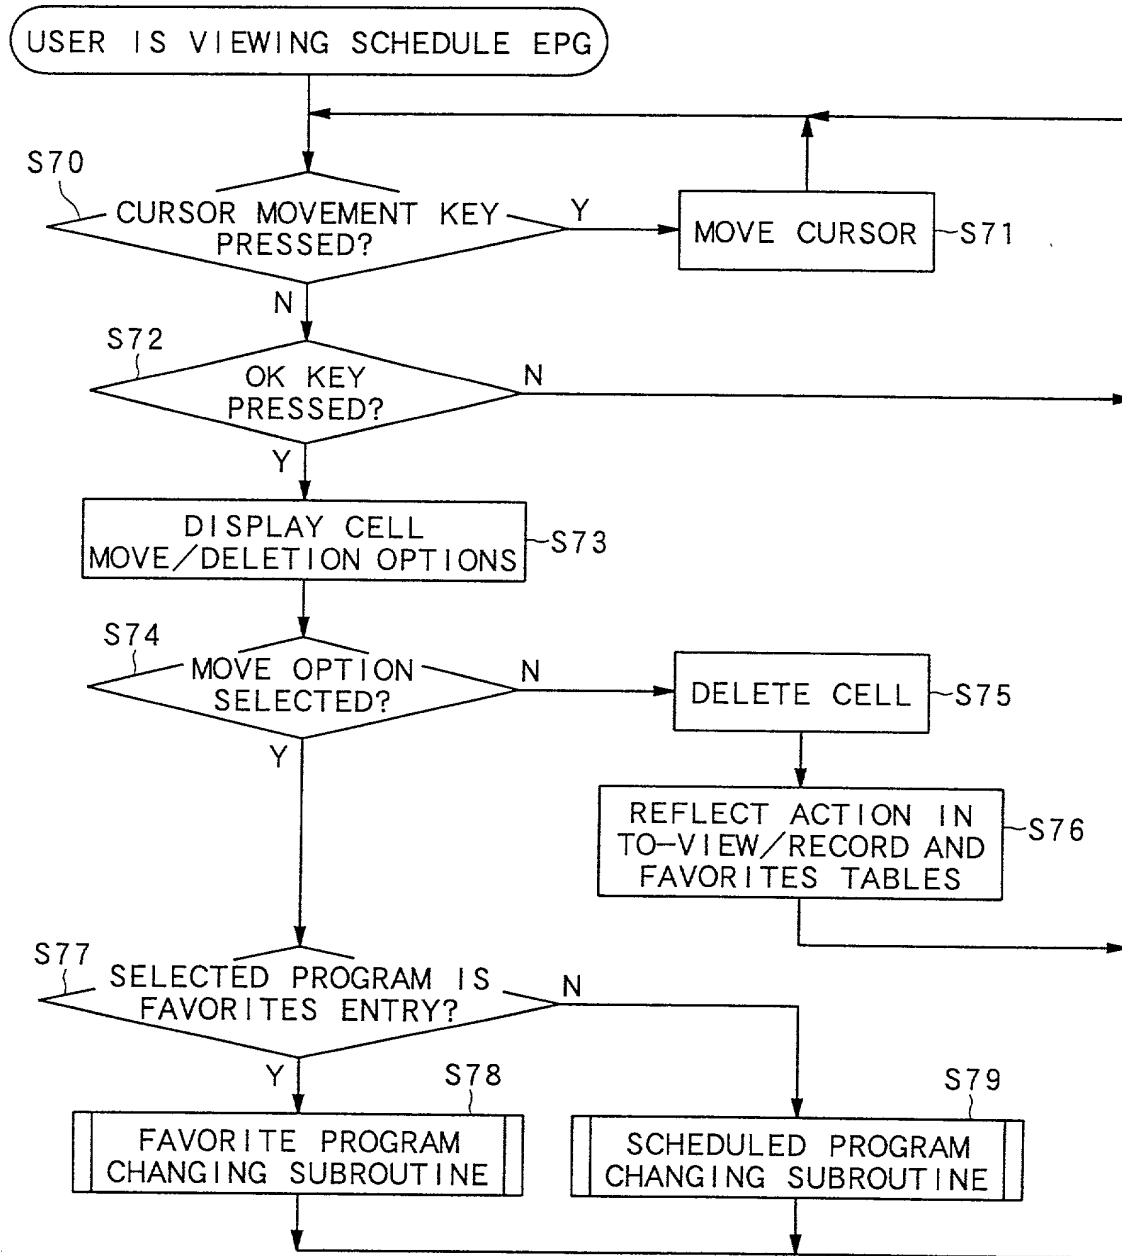 USER IS VIEWING SCHEDULE EPG
S70
CURSOR MOVEMENT KEY
PRESSED?
Y
MOVE CURSOR
S71
N
S72
OK KEY
PRESSED?
N
Y
DISPLAY CELL
MOVE/DELETION OPTIONS
S73
S74
MOVE OPTION
SELECTED?
N
DELETE CELL
S75
Y
REFLECT ACTION IN
TO-VIEW/RECORD AND
FAVORITES TABLES
S76
S77
SELECTED PROGRAM IS
FAVORITES ENTRY?
N
Y
S78
FAVORITE PROGRAM
CHANGING SUBROUTINE
S79
SCHEDULED PROGRAM
CHANGING SUBROUTINE